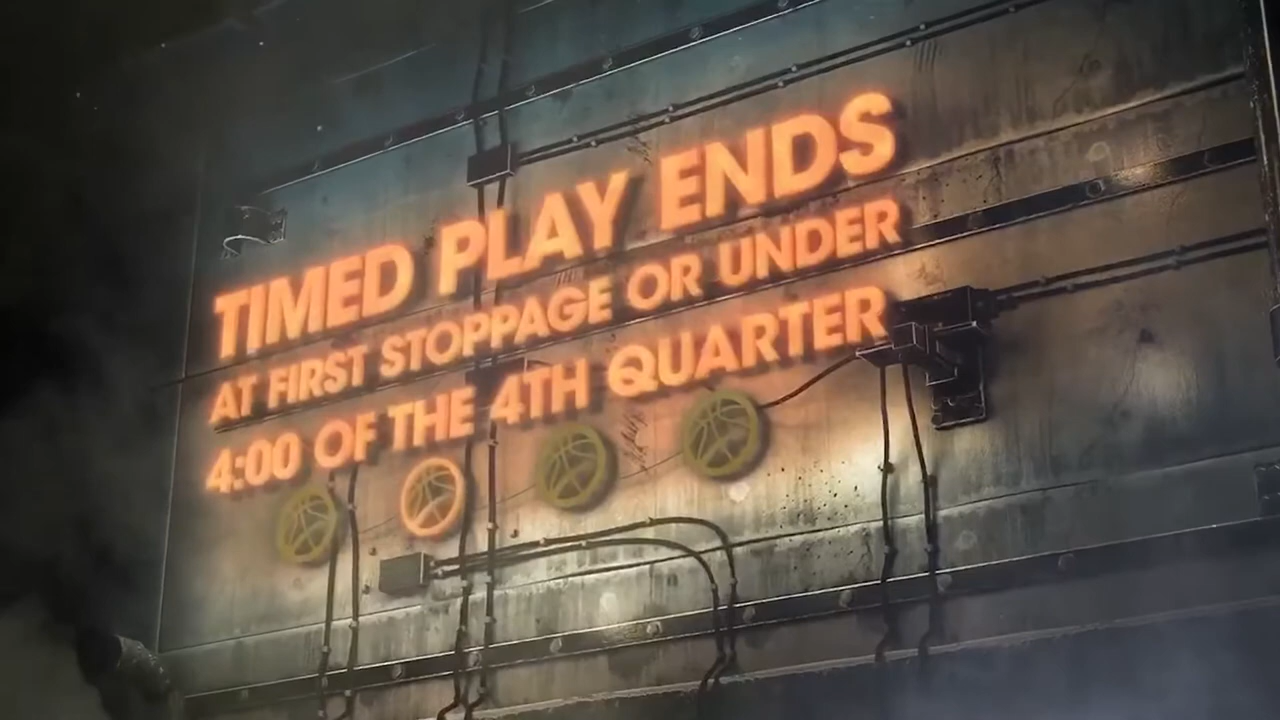 TIMED PLAY ENDS
AT FIRST STOPPAGE OR UNDER
4:00 OF THE 4TH QUARTER